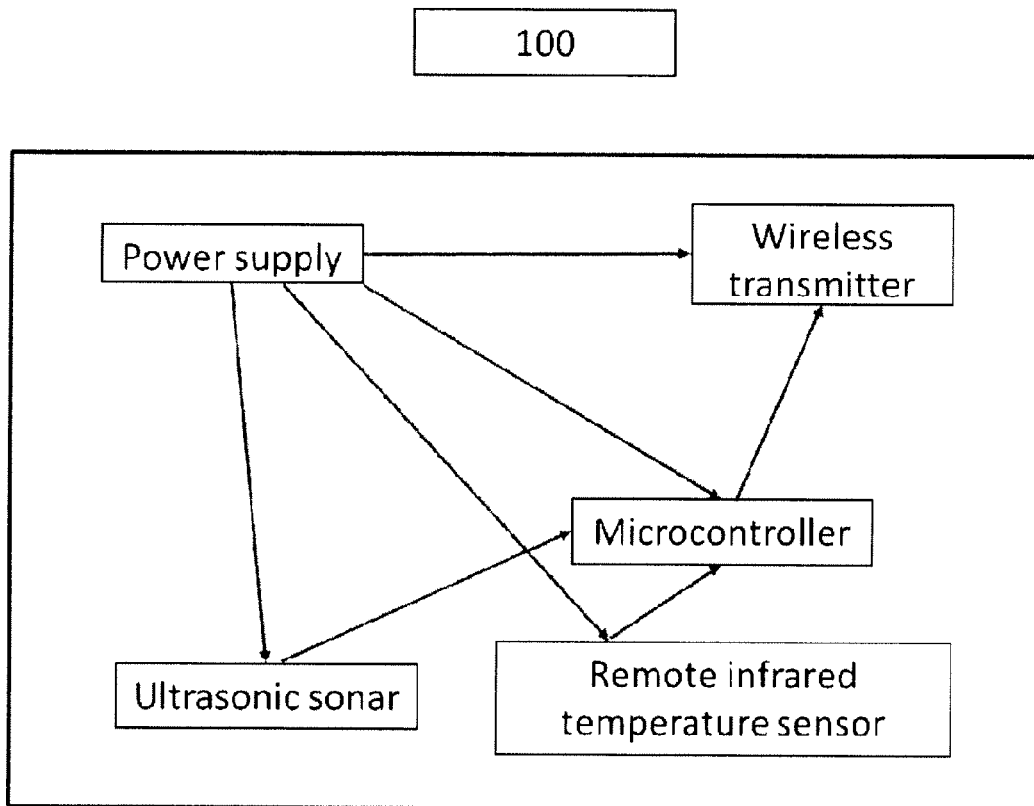 100
Power supply
Wireless
transmitter
Microcontroller
Ultrasonic sonar
Remote infrared
temperature sensor